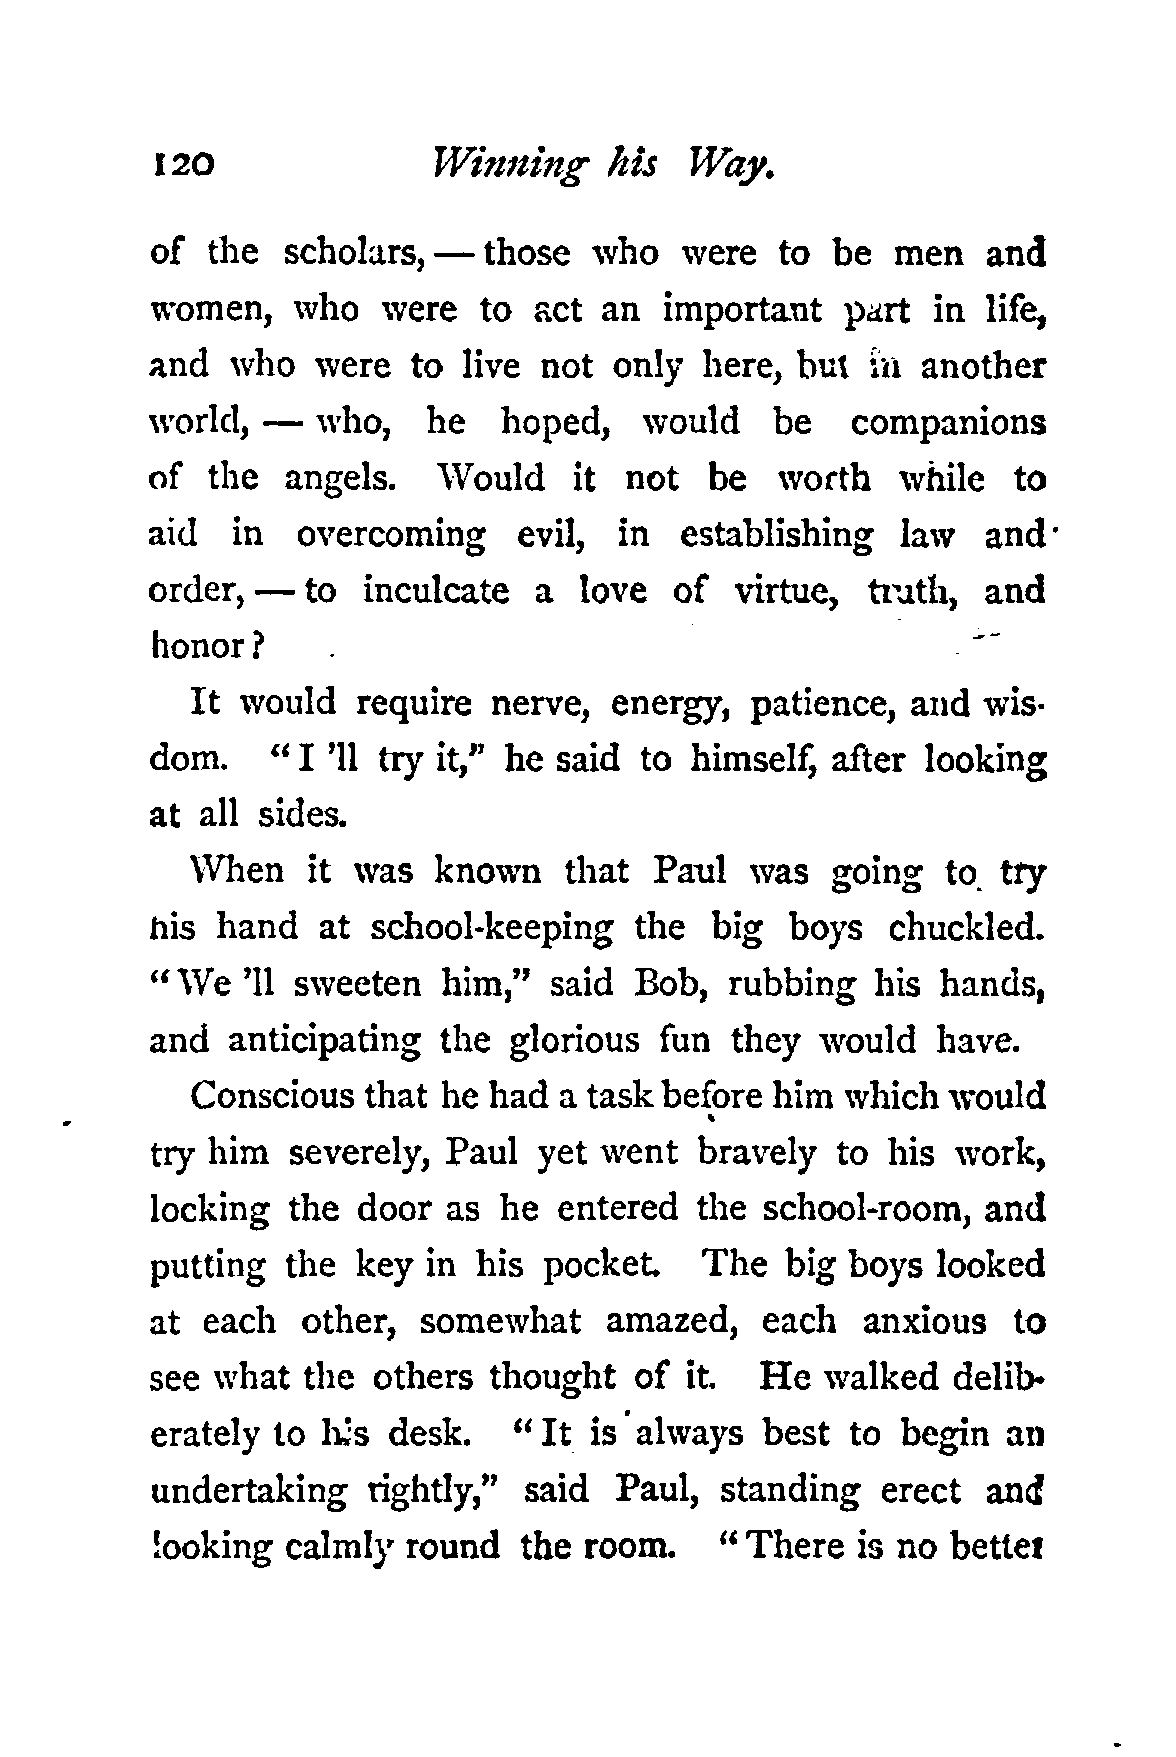 120 Winning his Way.
of the scholars, — those who were to be men and
women, who were to act an important part in life,
and who were to live not only here, but in another
world, — who, he hoped, would be companions
of the angels. Would it not be worth while to
aid in overcoming evil, in establishing law and
order, — to inculcate a love of virtue, truth, and
honor?
It would require nerve, energy, patience, and wis-
dom. "I 'll try it," he said to himself, after looking
at all sides.
When it was known that Paul was going to try
his hand at school-keeping the big boys chuckled.
"We 'll sweeten him," said Bob, rubbing his hands,
and anticipating the glorious fun they would have.
Conscious that he had a task before him which would
try him severely, Paul yet went bravely to his work,
locking the door as he entered the school-room, and
putting the key in his pocket. The big boys looked
at each other, somewhat amazed, each anxious to
see what the others thought of it. He walked delib-
erately to his desk. "It is always best to begin an
undertaking rightly," said Paul, standing erect and
looking calmly round the room. "There is no better